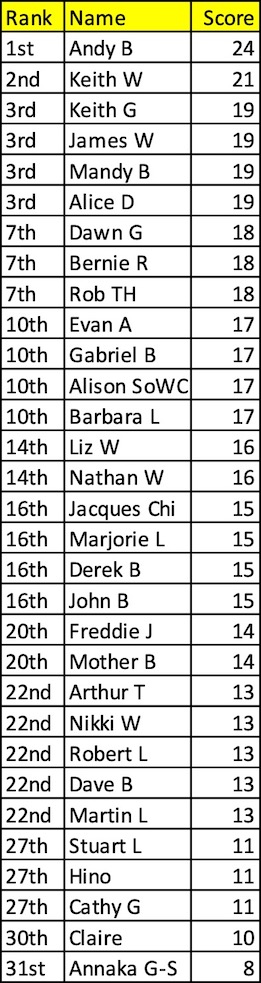 Rank Name Score
1st Andy B 24
2nd Keith W 21
3rd Keith G 19
3rd James W 19
3rd Mandy B 19
3rd Alice D 19
7th Dawn G 18
7th Bernie R 18
7th Rob TH 18
10th Evan A 17
10th Gabriel B 17
10th Alison SoWC 17
10th Barbara L 17
14th Liz W 16
14th Nathan W 16
16th Jacques Chi 15
16th Marjorie L 15
16th Derek B 15
16th John B 15
20th Freddie J 14
20th Mother B 14
22nd Arthur T 13
22nd Nikki W 13
22nd Robert L 13
22nd Dave B 13
22nd Martin L 13
27th Stuart L 11
27th Hino 11
27th Cathy G 11
30th Claire 10
31st Annaka G-S 8